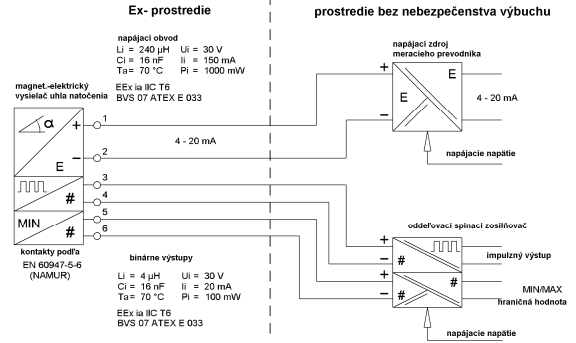 Ex- prostredie
prostredie bez nebezpečenstva výbuchu
napájaci obvod
Li = 240 µH Ui = 30 V
Ci = 16 nF Ii = 150 mA
Ta= 70 °C Pi = 1000 mW
EEx ia IIC T6
BVS 07 ATEX E 033
magnet.-elektrický
vysielač uhla natočenia
napájaci zdroj
meracieho prevodnika
α
+
1
E
−
2
4 - 20 mA
+
E
E
−
4 - 20 mA
napájacie napätie
#
3
4
MIN
#
5
6
kontakty podľa
EN 60947-5-6
(NAMUR)
binárne výstupy
Li = 4 µH Ui = 30 V
Ci = 16 nF Ii = 20 mA
Ta= 70 °C Pi = 100 mW
EEx ia IIC T6
BVS 07 ATEX E 033
oddeľovaci spinaci zosilňovač
+
−
#
impulzný výstup
+
−
#
#
MIN/MAX
hraničná hodnota
napájacie napätie